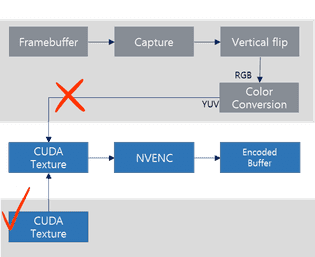 Framebuffer
Capture
Vertical flip
RGB
Color
Conversion
YUV
CUDA
Texture
NVENC
Encoded
Buffer
CUDA
Texture